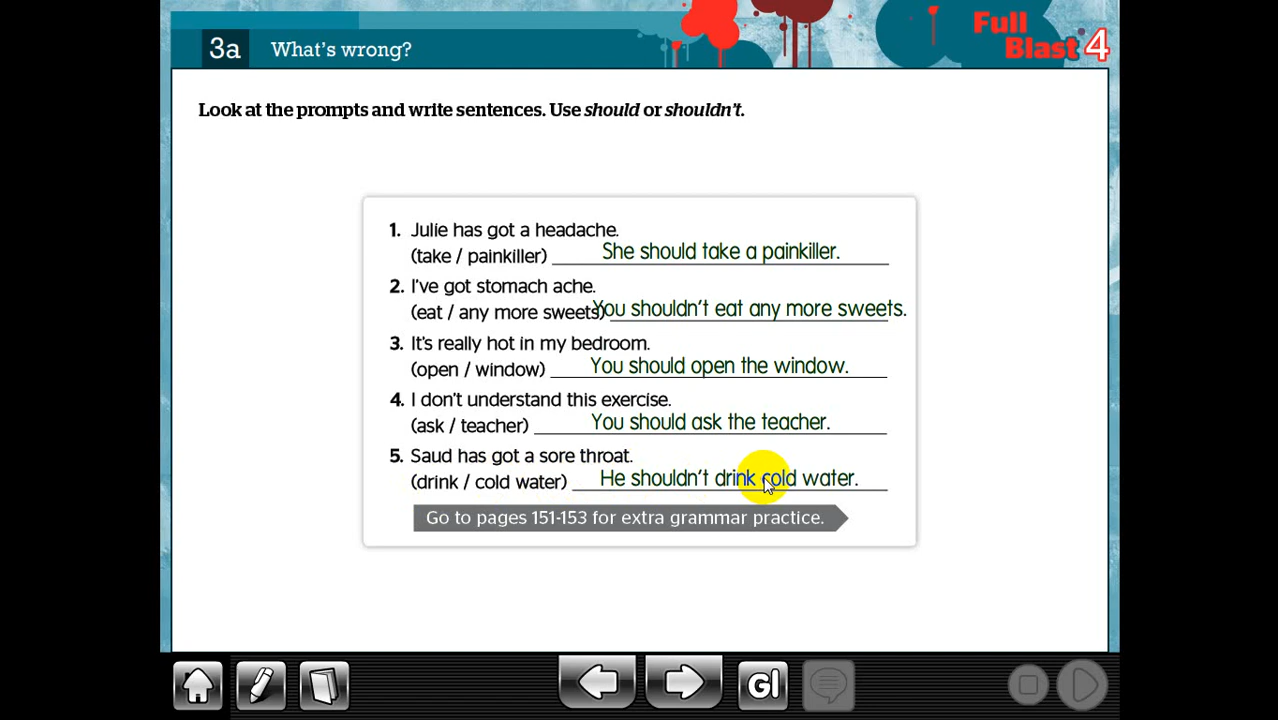 3a What's wrong?
Full
Blast 4
Look at the prompts and write sentences. Use should or shouldn't.
1. Julie has got a headache.
(take / painkiller) She should take a painkiller.
2. I've got stomach ache.
(eat / any more sweets) You shouldn't eat any more sweets.
3. It's really hot in my bedroom.
(open / window) You should open the window.
4. I don't understand this exercise.
(ask / teacher) You should ask the teacher.
5. Saud has got a sore throat.
(drink / cold water) He shouldn't drink cold water.
Go to pages 151-153 for extra grammar practice.
GI